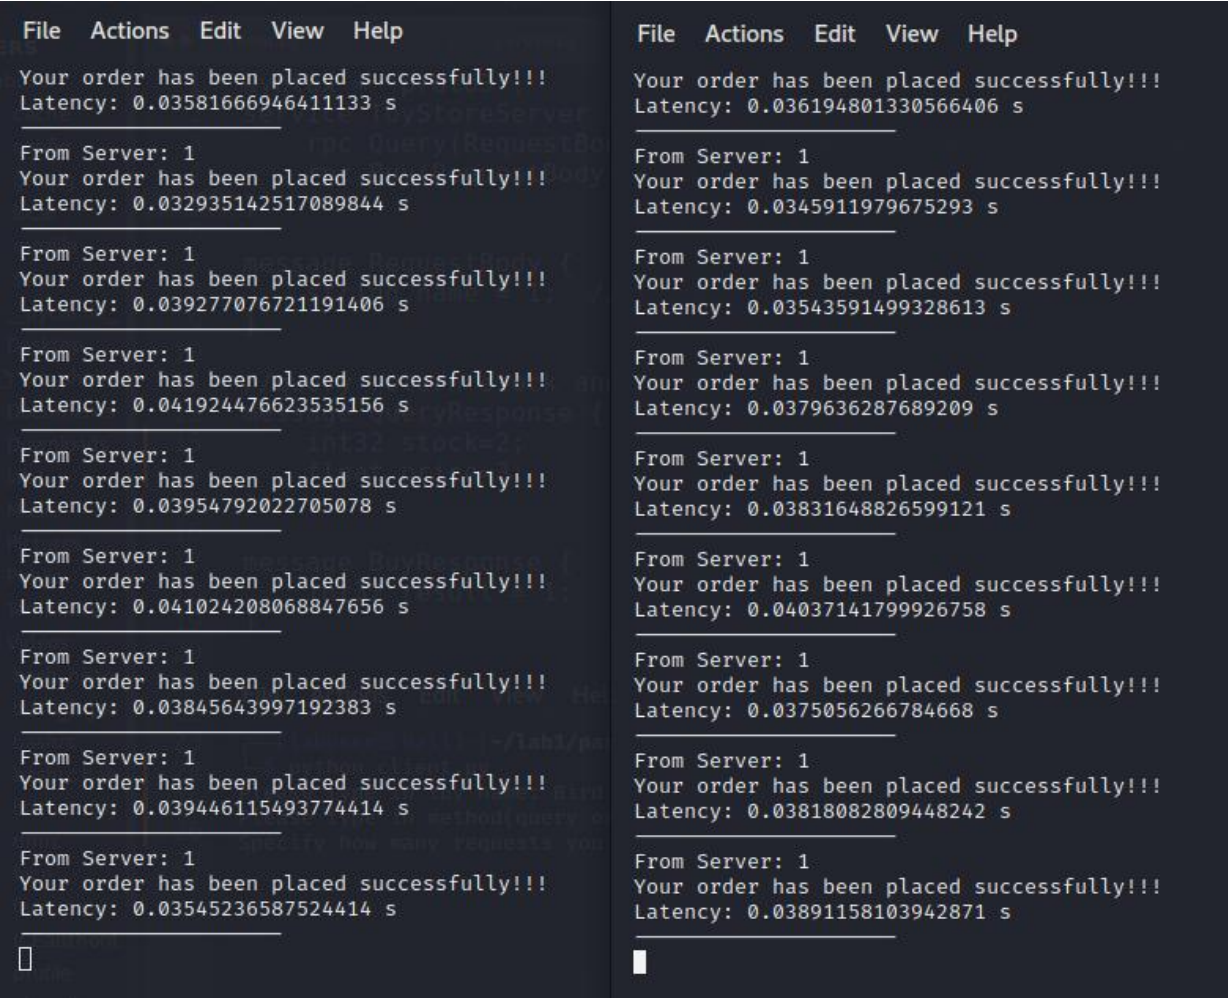 File Actions Edit View Help
Your order has been placed successfully!!!
Latency: 0.03581666946411133 s
From Server: 1
Your order has been placed successfully!!!
Latency: 0.032935142517089844 s
From Server: 1
Your order has been placed successfully!!!
Latency: 0.039277076721191406 s
From Server: 1
Your order has been placed successfully!!!
Latency: 0.041924476623535156 s
From Server: 1
Your order has been placed successfully!!!
Latency: 0.03954792022705078 s
From Server: 1
Your order has been placed successfully!!!
Latency: 0.041024208068847656 s
From Server: 1
Your order has been placed successfully!!!
Latency: 0.03845643997192383 s
From Server: 1
Your order has been placed successfully!!!
Latency: 0.039446115493774414 s
From Server: 1
Your order has been placed successfully!!!
Latency: 0.03545236587524414 s
File Actions Edit View Help
Your order has been placed successfully!!!
Latency: 0.036194801330566406 s
From Server: 1
Your order has been placed successfully!!!
Latency: 0.0345911979675293 s
From Server: 1
Your order has been placed successfully!!!
Latency: 0.03543591499328613 s
From Server: 1
Your order has been placed successfully!!!
Latency: 0.0379636287689209 s
From Server: 1
Your order has been placed successfully!!!
Latency: 0.03831648826599121 s
From Server: 1
Your order has been placed successfully!!!
Latency: 0.04037141799926758 s
From Server: 1
Your order has been placed successfully!!!
Latency: 0.0375056266784668 s
From Server: 1
Your order has been placed successfully!!!
Latency: 0.03818082809448242 s
From Server: 1
Your order has been placed successfully!!!
Latency: 0.03891158103942871 s